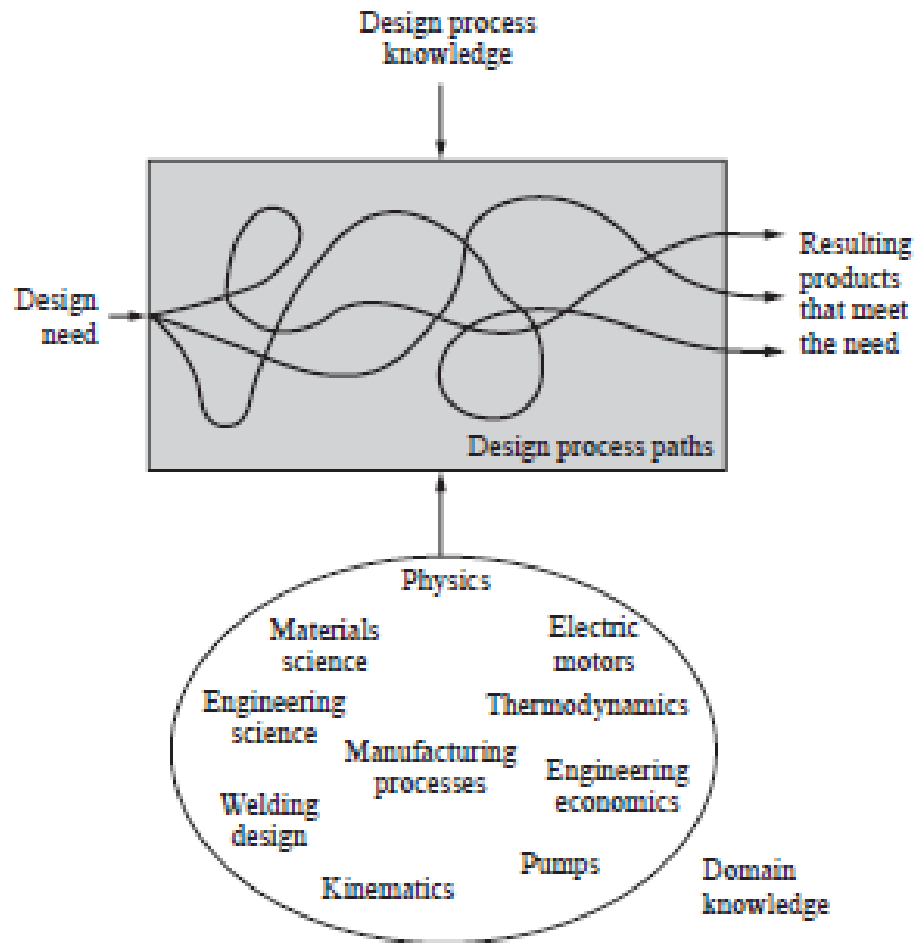 Design process
knowledge
Design
need
Resulting
products
that meet
the need
Design process paths
Physics
Materials
science
Electric
motors
Engineering
science
Thermodynamics
Manufacturing
processes
Engineering
economics
Welding
design
Pumps
Kinematics
Domain
knowledge